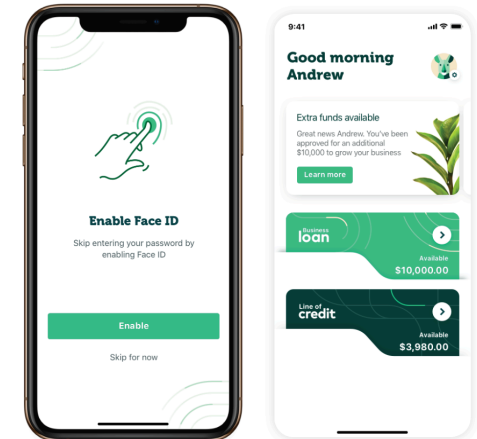 Enable Face ID
Skip entering your password by
enabling Face ID
Enable
Skip for now
9:41
Good morning
Andrew
Extra funds available
Great news Andrew. You've been
approved for an additional
$10,000 to grow your business
Learn more
Business
loan
Available
$10,000.00
Line of
credit
Available
$3,980.00